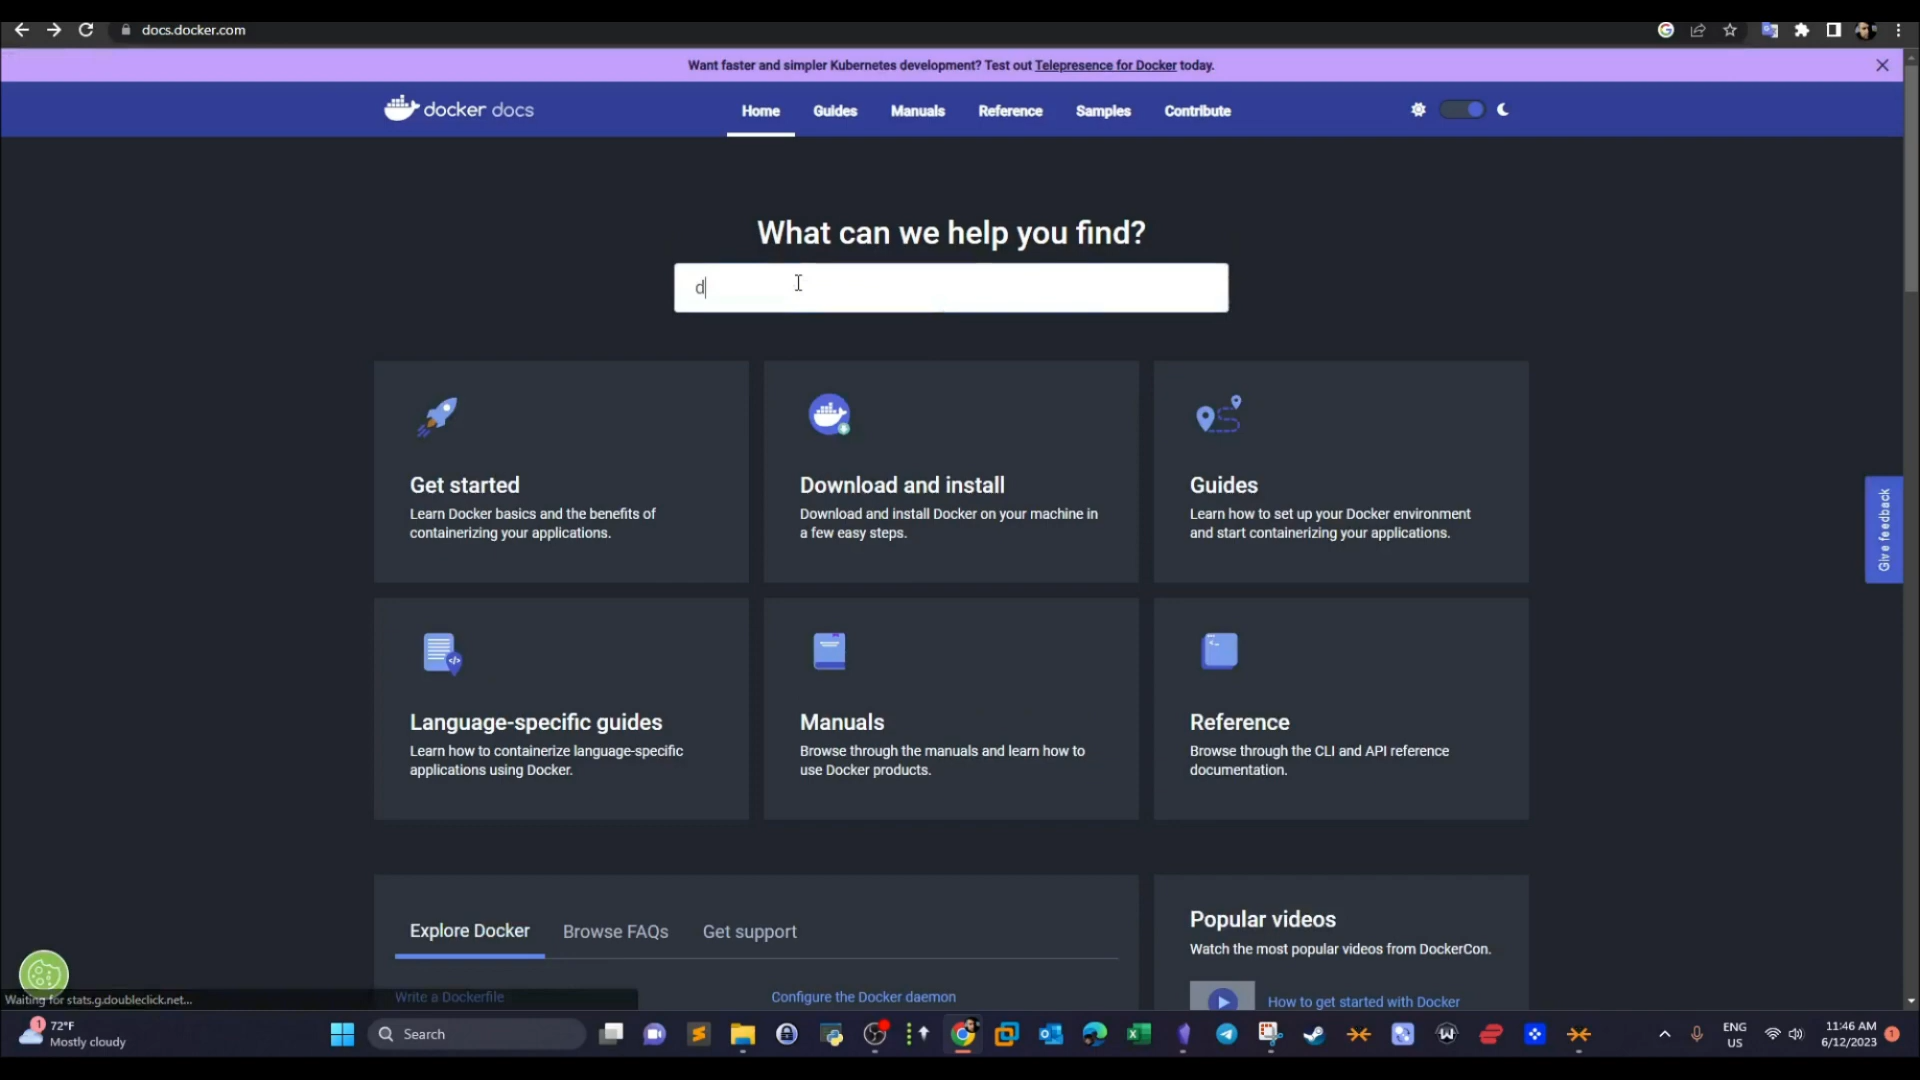 docs.docker.com
Want faster and simpler Kubernetes development? Test out Telepresence for Docker today.
docker docs
Home Guides Manuals Reference Samples Contribute
What can we help you find?
d
Get started
Learn Docker basics and the benefits of
containerizing your applications.
Download and install
Download and install Docker on your machine in
a few easy steps.
Guides
Learn how to set up your Docker environment
and start containerizing your applications.
Give feedback
Language-specific guides
Learn how to containerize language-specific
applications using Docker.
Manuals
Browse through the manuals and learn how to
use Docker products.
Reference
Browse through the CLI and API reference
documentation.
Explore Docker Browse FAQs Get support
Write a Dockerfile
Configure the Docker daemon
Popular videos
Watch the most popular videos from DockerCon.
How to get started with Docker
Waiting for stats.g.doubleclick.net...
1
72°F
Mostly cloudy
Search
ENG
US
11:46 AM
6/12/2023
1